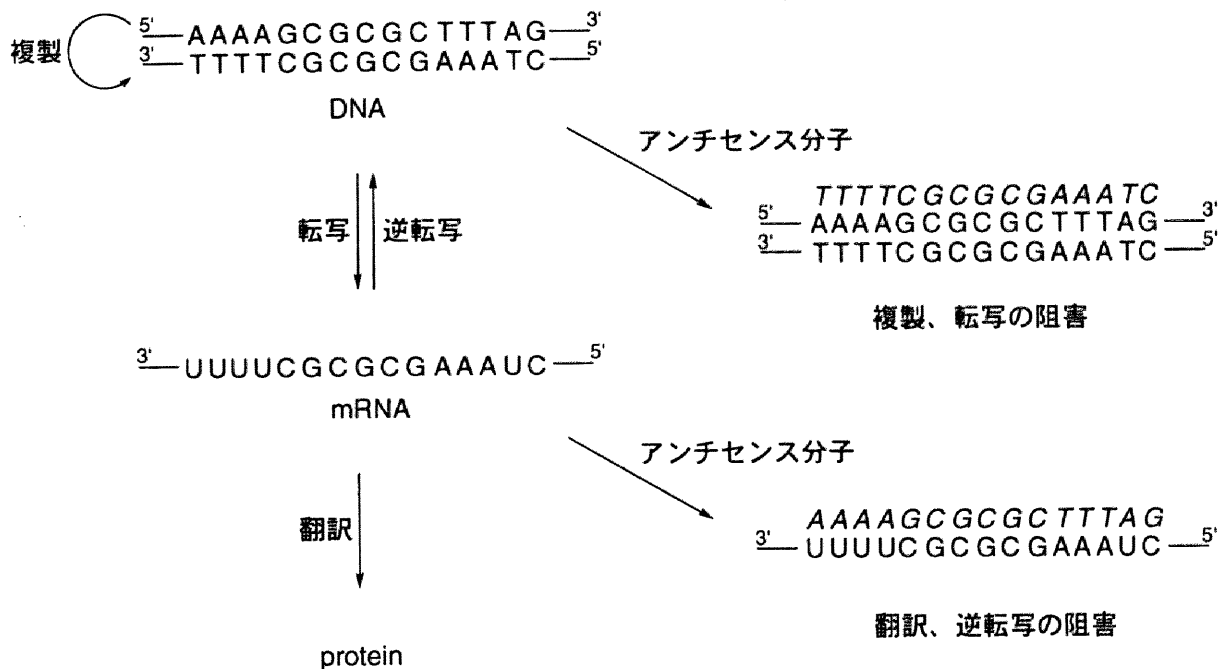 5' AAAAGCGCGCTTTAG 3'
複製
3' TTTTCGCGCGAAATC 5'
DNA
アンチセンス分子
TTTTCGCGCGAAATC
5' AAAAGCGCGCTTTAG 3'
3' TTTTCGCGCGAAATC 5'
複製、転写の阻害
転写 逆転写
3' UUUUCGCGCGAAAUC 5'
mRNA
アンチセンス分子
AAAAGCGCGCTTTAG
3' UUUUCGCGCGAAAUC 5'
翻訳、逆転写の阻害
翻訳
protein